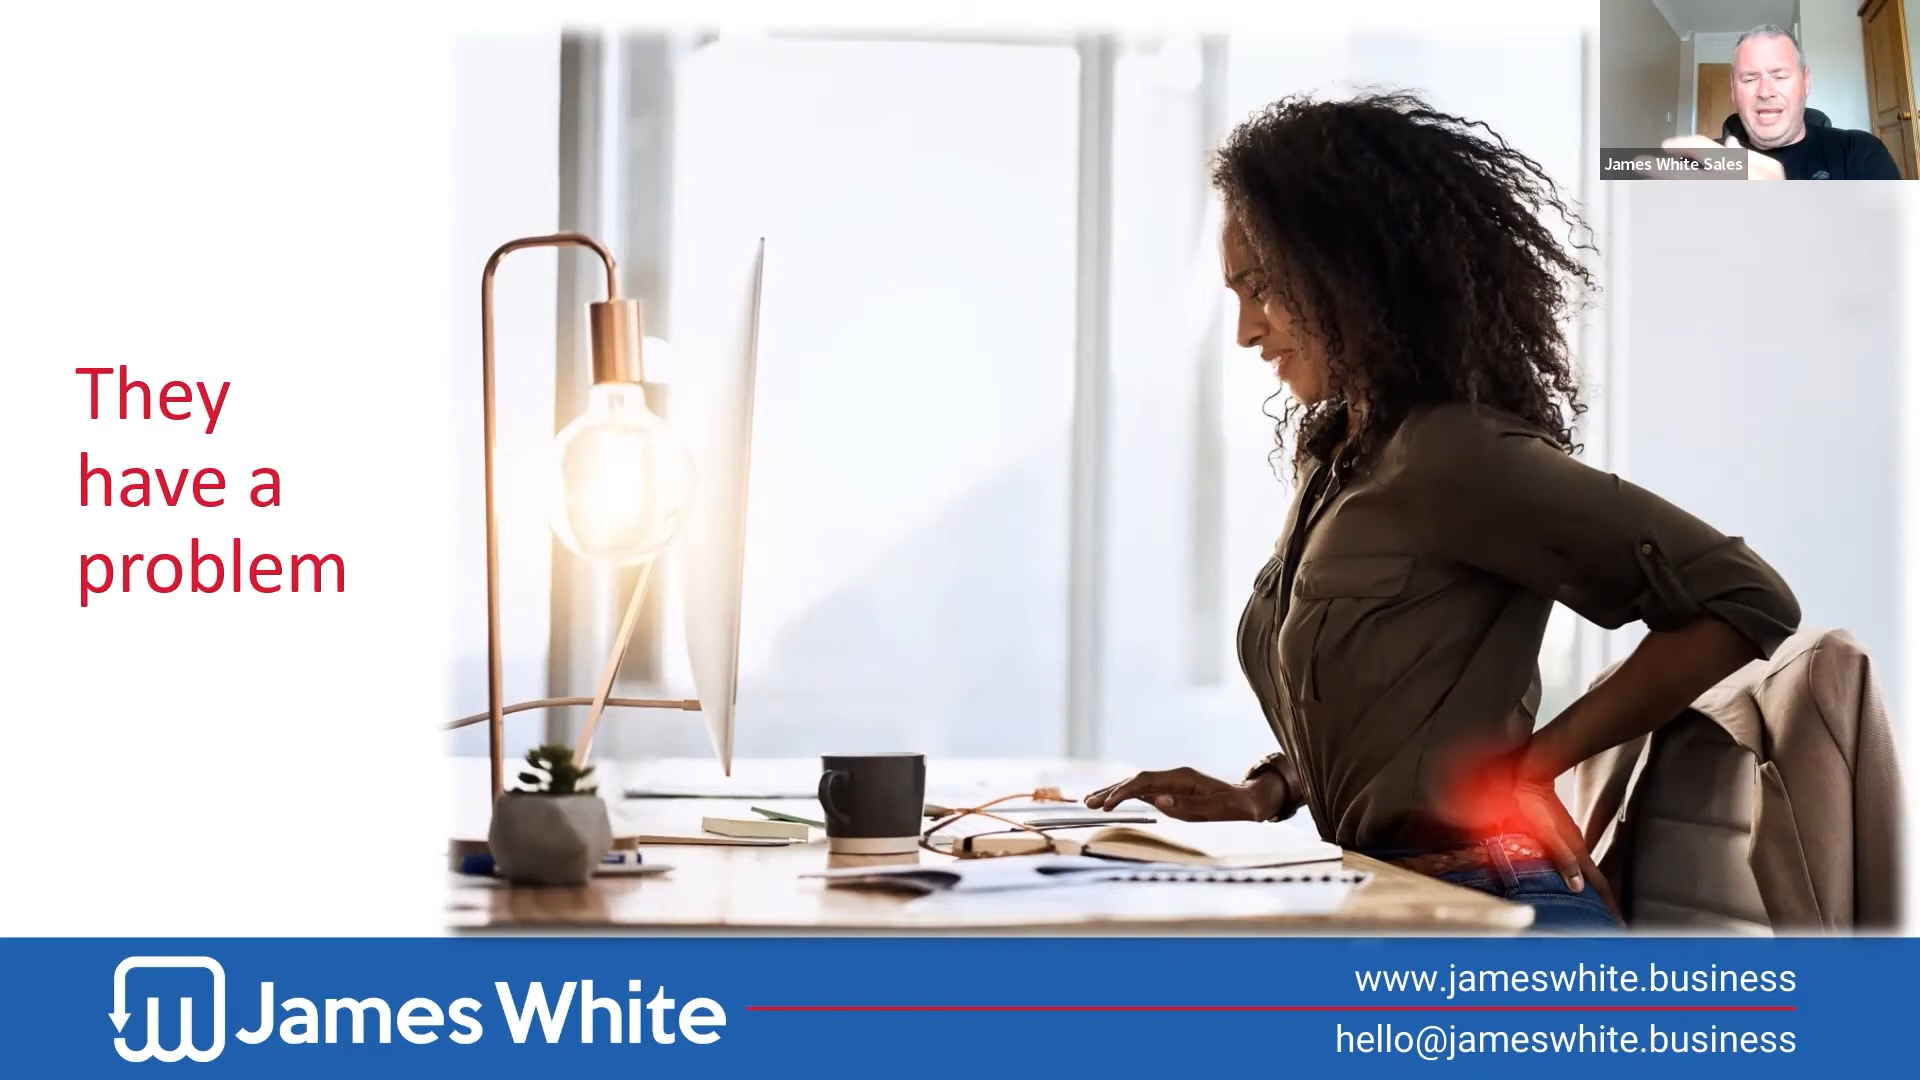 James White Sales
They
have a
problem
James White
www.jameswhite.business
hello@jameswhite.business